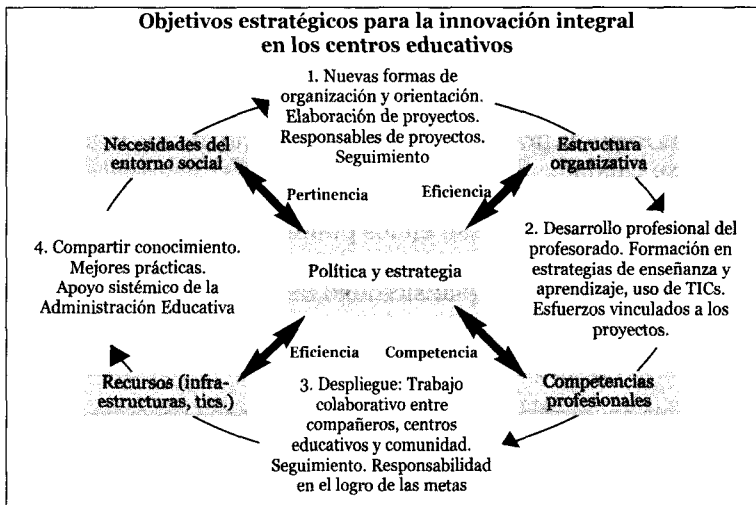 Objetivos estratégicos para la innovación integral
en los centros educativos
1. Nuevas formas de
organización y orientación.
Elaboración de proyectos.
Responsables de proyectos.
Seguimiento
Necesidades del
entorno social
Estructura
organizativa
Pertinencia
Eficiencia
4. Compartir conocimiento.
Mejores prácticas.
Apoyo sistémico de la
Administración Educativa
Política y estrategia
2. Desarrollo profesional del
profesorado. Formación en
estrategias de enseñanza y
aprendizaje, uso de TICs.
Esfuerzos vinculados a los
proyectos.
Eficiencia
Competencia
Recursos (infra-
estructuras, tics.)
3. Despliegue: Trabajo
colaborativo entre
compañeros, centros
educativos y comunidad.
Seguimiento. Responsabilidad
en el logro de las metas
Competencias
profesionales